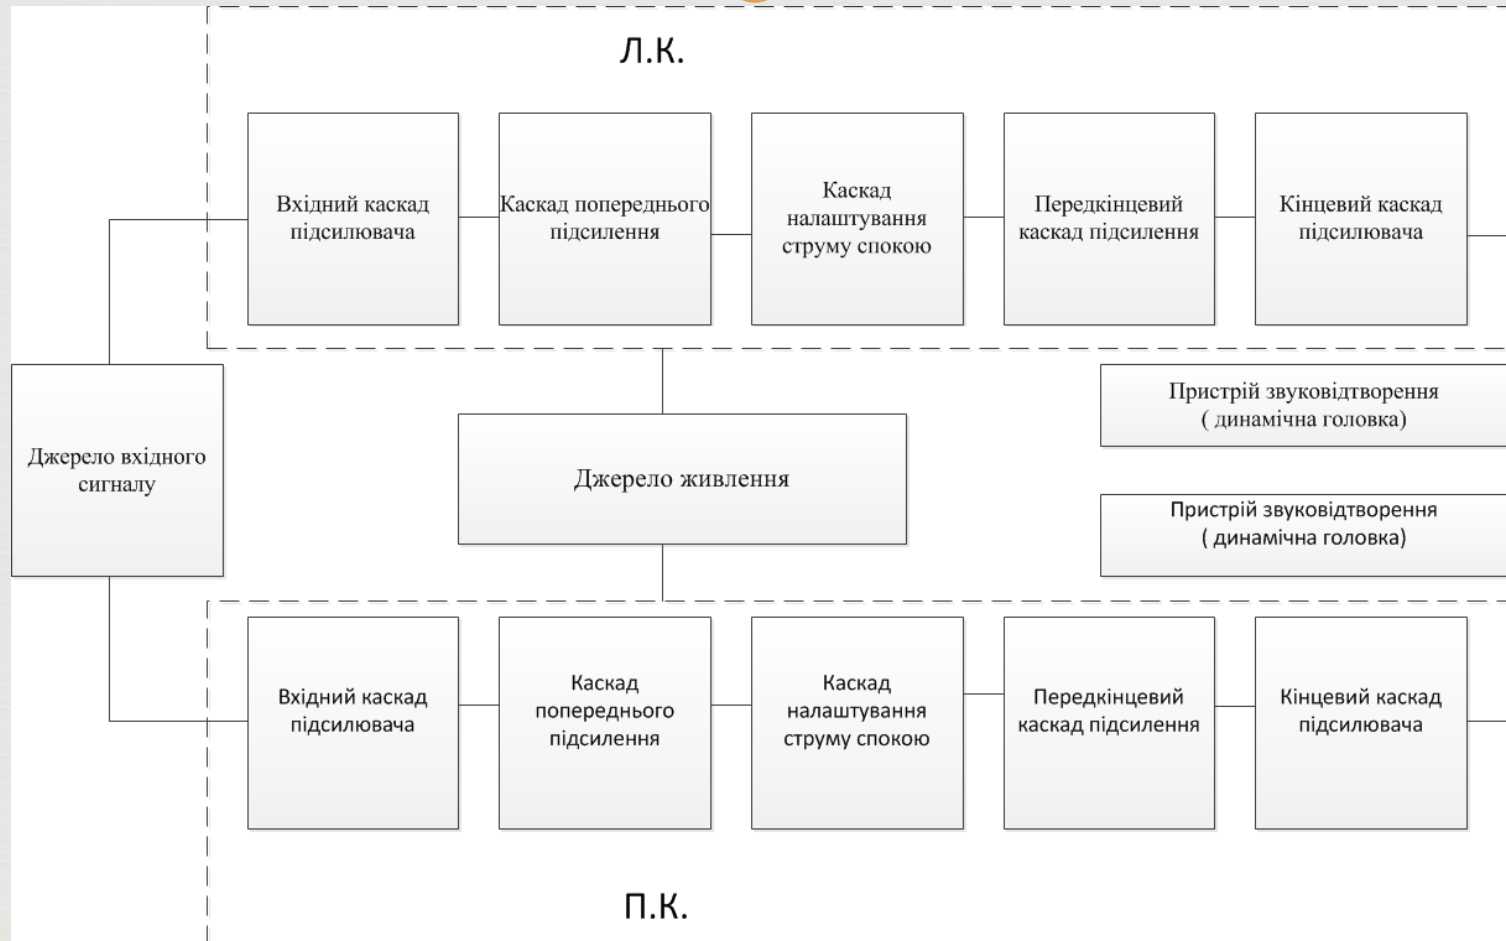 Л.К.
Вхідний каскад
підсилювача
Каскад попереднього
підсилення
Каскад
налаштування
струму спокою
Передкінцевий
каскад підсилення
Кінцевий каскад
підсилювача
Джерело вхідного
сигналу
Джерело живлення
Пристрій звуковідтворення
( динамічна головка)
Пристрій звуковідтворення
( динамічна головка)
Вхідний каскад
підсилювача
Каскад
попереднього
підсилення
Каскад
налаштування
струму спокою
Передкінцевий
каскад підсилення
Кінцевий каскад
підсилювача
П.К.